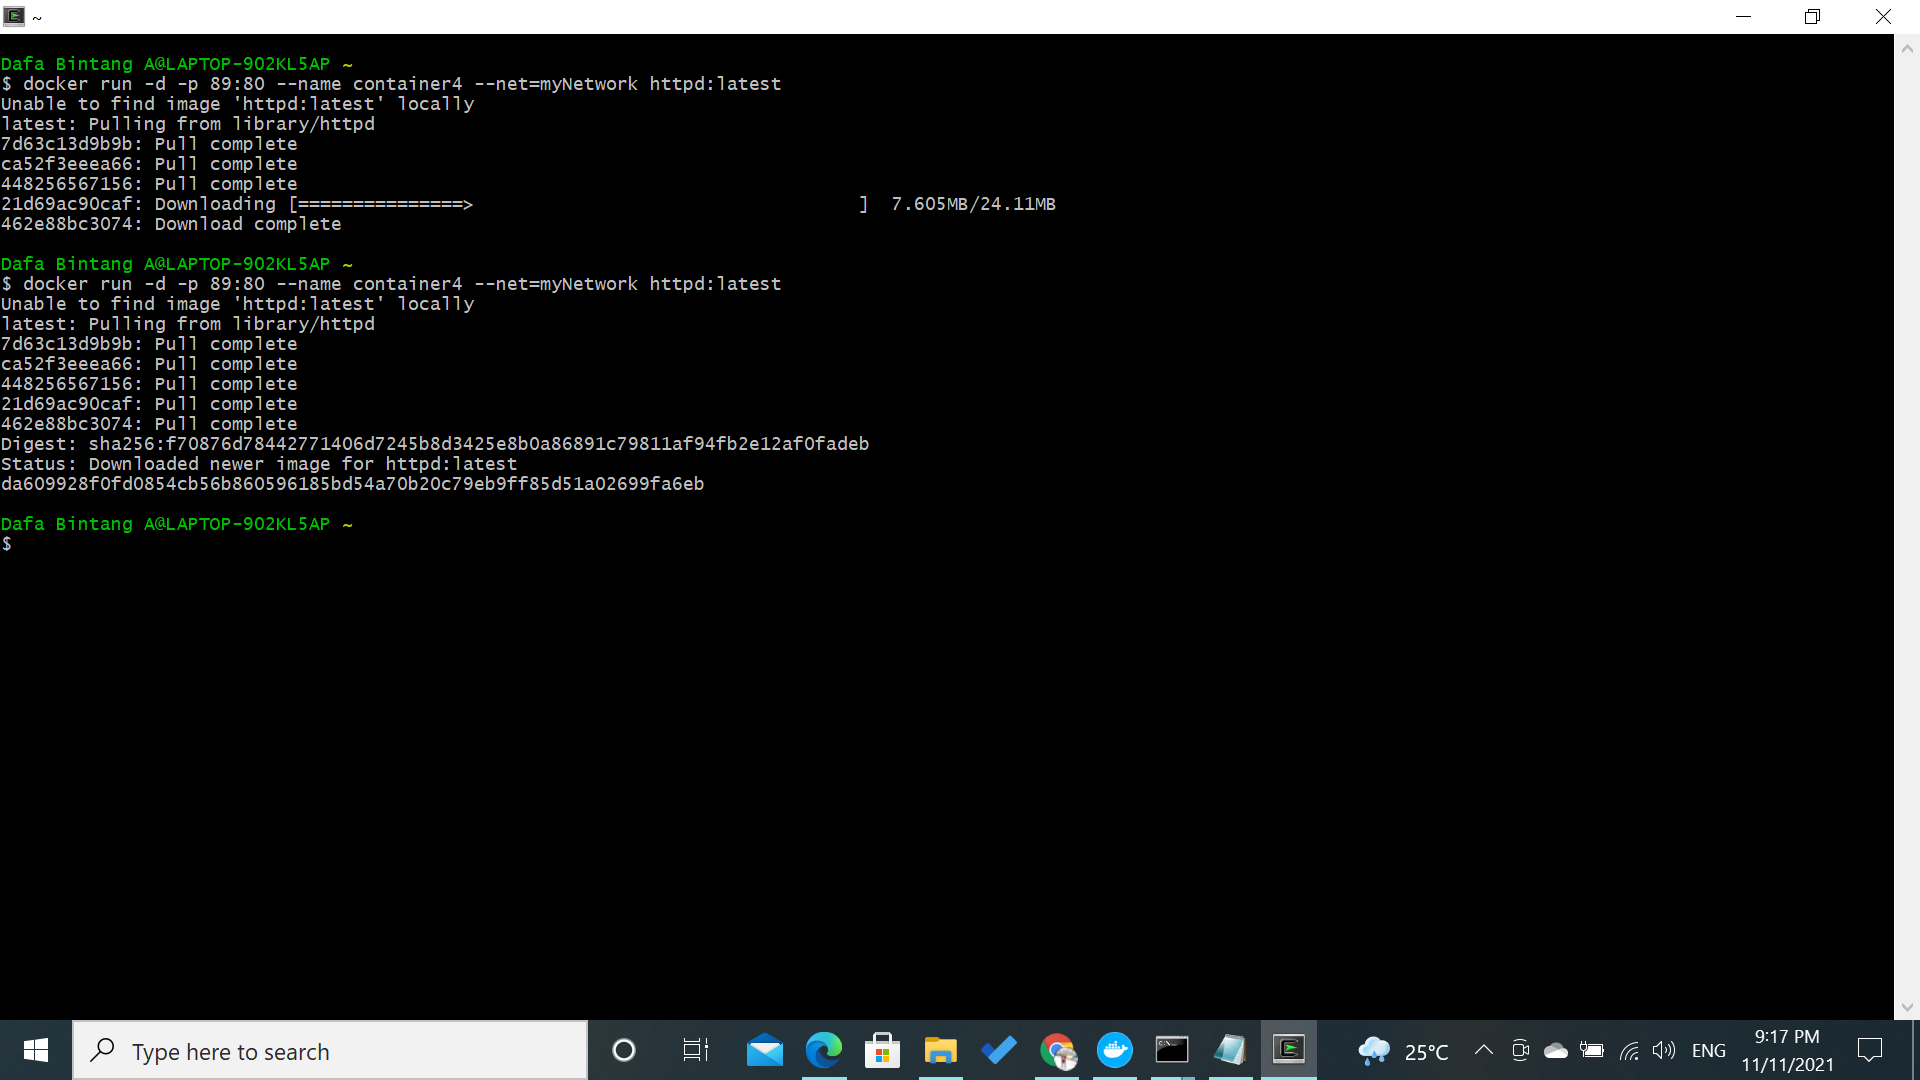 ~
Dafa Bintang A@LAPTOP-9O2KL5AP ~
$ docker run -d -p 89:80 --name container4 --net=myNetwork httpd:latest
Unable to find image 'httpd:latest' locally
latest: Pulling from library/httpd
7d63c13d9b9b: Pull complete
ca52f3eeea66: Pull complete
448256567156: Pull complete
21d69ac90caf: Downloading [===============>                                   ]  7.605MB/24.11MB
462e88bc3074: Download complete
Dafa Bintang A@LAPTOP-9O2KL5AP ~
$ docker run -d -p 89:80 --name container4 --net=myNetwork httpd:latest
Unable to find image 'httpd:latest' locally
latest: Pulling from library/httpd
7d63c13d9b9b: Pull complete
ca52f3eeea66: Pull complete
448256567156: Pull complete
21d69ac90caf: Pull complete
462e88bc3074: Pull complete
Digest: sha256:f70876d78442771406d7245b8d3425e8b0a86891c79811af94fb2e12af0fadeb
Status: Downloaded newer image for httpd:latest
da609928f0fd0854cb56b860596185bd54a70b20c79eb9ff85d51a02699fa6eb
Dafa Bintang A@LAPTOP-9O2KL5AP ~
$
Type here to search
25°C
ENG
9:17 PM
11/11/2021